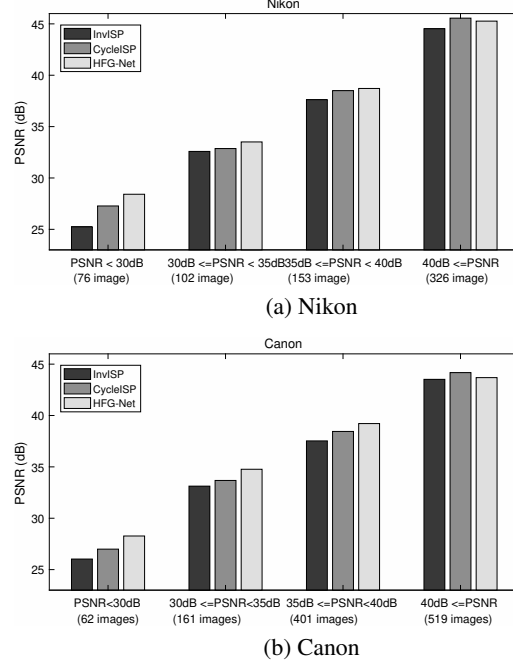 Nikon
45
40
35
30
25
PSNR (dB)
InvISP
CycleISP
HFG-Net
PSNR < 30dB 30dB <=PSNR < 35dB 35dB <=PSNR < 40dB 40dB <=PSNR
(76 image) (102 image) (153 image) (326 image)
(a) Nikon
Canon
45
40
35
30
25
PSNR (dB)
InvISP
CycleISP
HFG-Net
PSNR<30dB 30dB <=PSNR<35dB 35dB <=PSNR<40dB 40dB <=PSNR
(62 images) (161 images) (401 images) (519 images)
(b) Canon